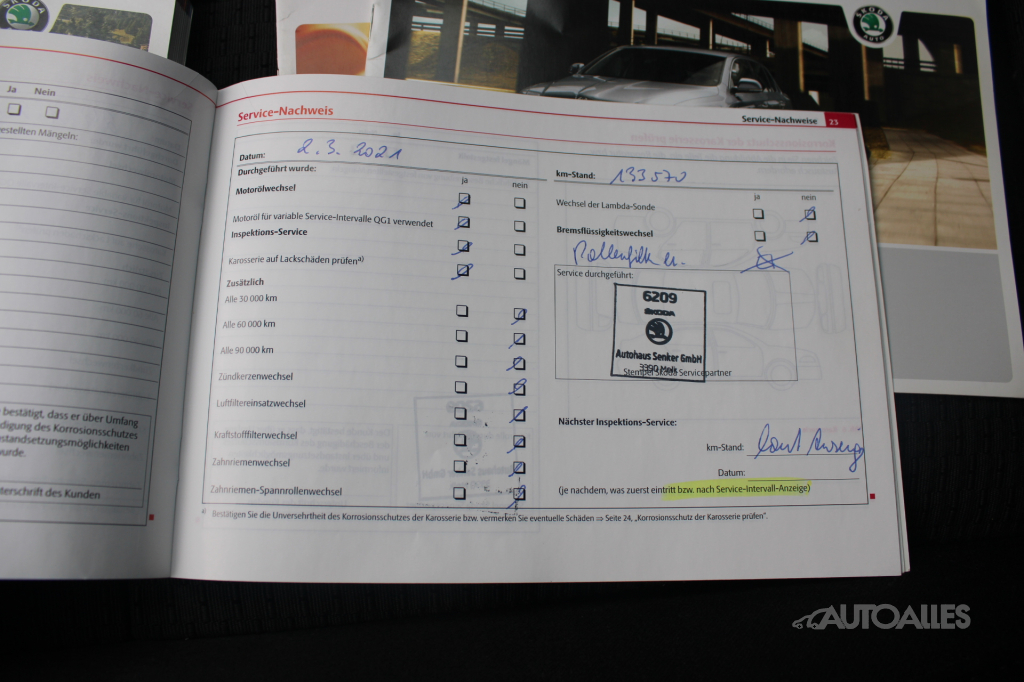 SKODA
AUTO
Ja Nein
estellten Mängeln:
bestätigt, dass er über Umfang
digung des Korrosionsschutzes
standsetzungsmöglichkeiten
urde.
terschrift des Kunden
Service-Nachweis
Service-Nachweise 23
Datum: 2.3.2021
Durchgeführt wurde:
ja nein
Motorölwechsel
Motoröl für variable Service-Intervalle QG1 verwendet
Inspektions-Service
Karosserie auf Lackschäden prüfen a)
Zusätzlich
Alle 30 000 km
Alle 60 000 km
Alle 90 000 km
Zündkerzenwechsel
Luftfiltereinsatzwechsel
Kraftstofffilterwechsel
Zahnriemenwechsel
Zahnriemen-Spannrollenwechsel
km-Stand: 133570
ja nein
Wechsel der Lambda-Sonde
Bremsflüssigkeitswechsel
Pollenfilter
Service durchgeführt:
6209
SKODA
Autohaus Senker GmbH
3390 Melk
Stempel Škoda Servicepartner
Nächster Inspektions-Service:
km-Stand: laut Anzeige
Datum:
(je nachdem, was zuerst eintritt bzw. nach Service-Intervall-Anzeige)
a) Bestätigen Sie die Unversehrtheit des Korrosionsschutzes der Karosserie bzw. vermerken Sie eventuelle Schäden ⇒ Seite 24, „Korrosionsschutz der Karosserie prüfen".
AUTOALLES